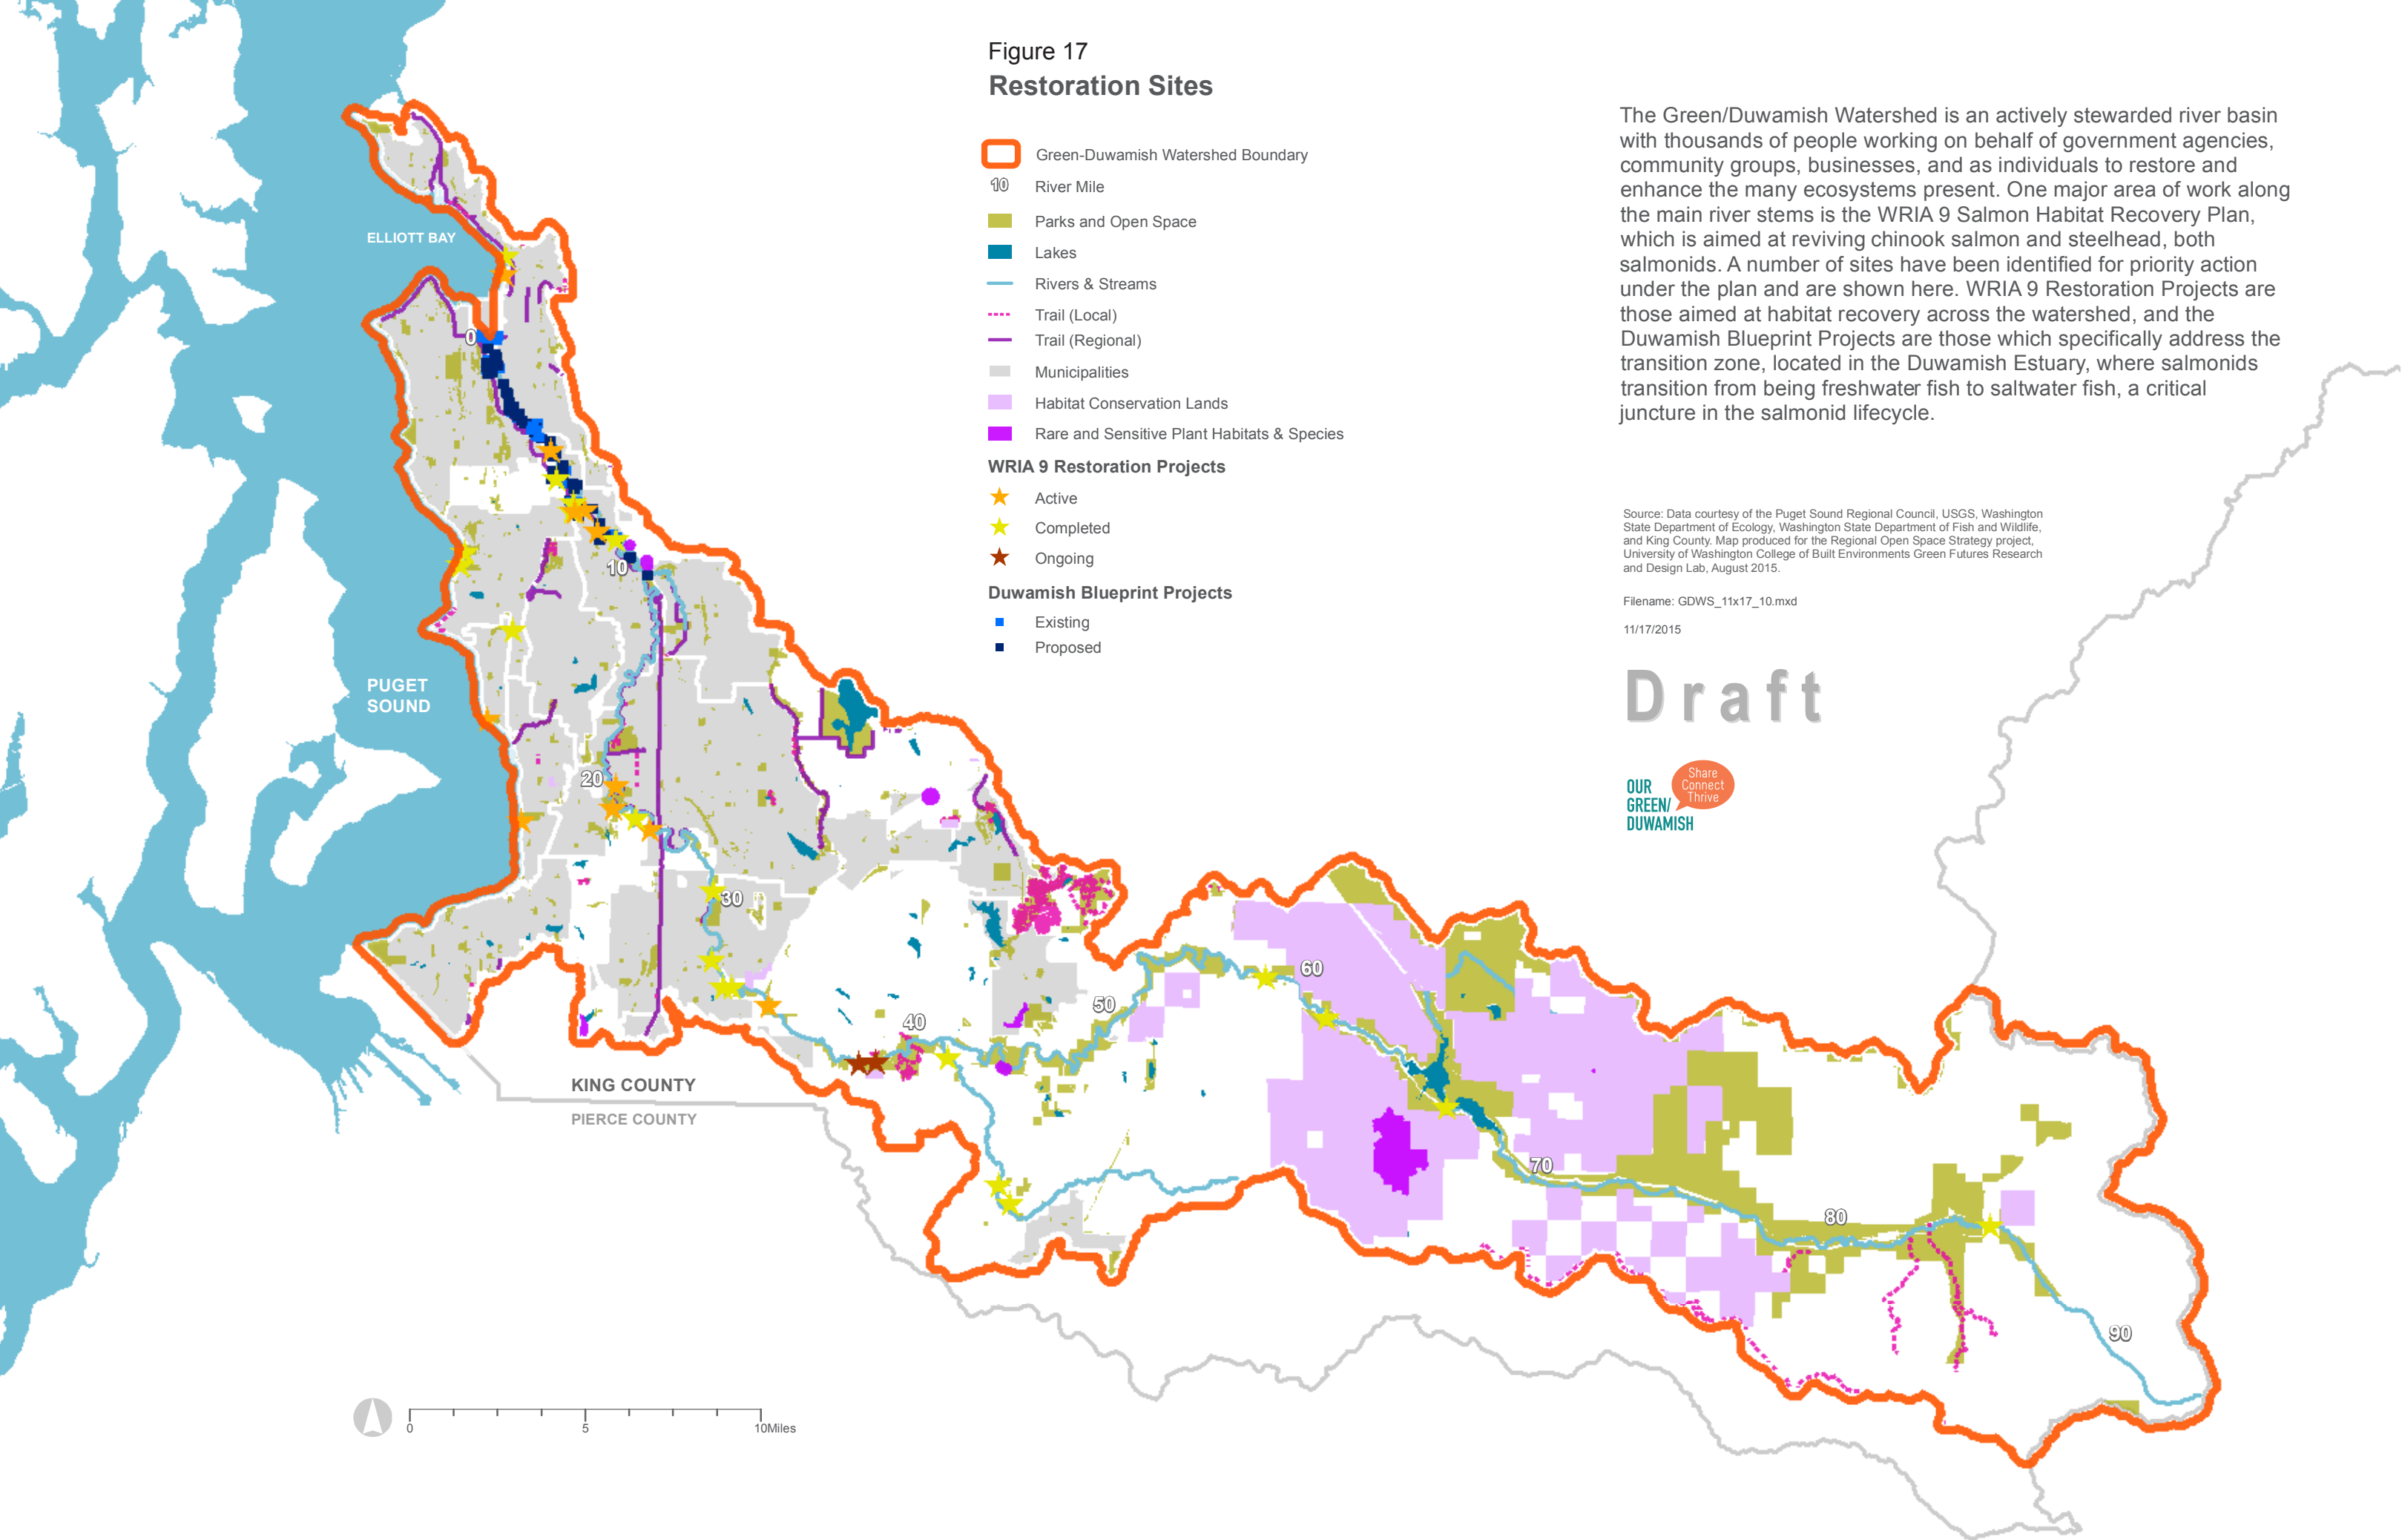 Figure 17
Restoration Sites
Green-Duwamish Watershed Boundary
10 River Mile
Parks and Open Space
Lakes
Rivers & Streams
Trail (Local)
Trail (Regional)
Municipalities
Habitat Conservation Lands
Rare and Sensitive Plant Habitats & Species
WRIA 9 Restoration Projects
Active
Completed
Ongoing
Duwamish Blueprint Projects
Existing
Proposed
The Green/Duwamish Watershed is an actively stewarded river basin
with thousands of people working on behalf of government agencies,
community groups, businesses, and as individuals to restore and
enhance the many ecosystems present. One major area of work along
the main river stems is the WRIA 9 Salmon Habitat Recovery Plan,
which is aimed at reviving chinook salmon and steelhead, both
salmonids. A number of sites have been identified for priority action
under the plan and are shown here. WRIA 9 Restoration Projects are
those aimed at habitat recovery across the watershed, and the
Duwamish Blueprint Projects are those which specifically address the
transition zone, located in the Duwamish Estuary, where salmonids
transition from being freshwater fish to saltwater fish, a critical
juncture in the salmonid lifecycle.
Source: Data courtesy of the Puget Sound Regional Council, USGS, Washington
State Department of Ecology, Washington State Department of Fish and Wildlife,
and King County. Map produced for the Regional Open Space Strategy project,
University of Washington College of Built Environments Green Futures Research
and Design Lab, August 2015.
Filename: GDWS_11x17_10.mxd
11/17/2015
Draft
OUR
GREEN/
DUWAMISH
Share
Connect
Thrive
ELLIOTT BAY
0
10
PUGET
SOUND
20
30
40
50
60
70
80
90
KING COUNTY
PIERCE COUNTY
0 5 10Miles